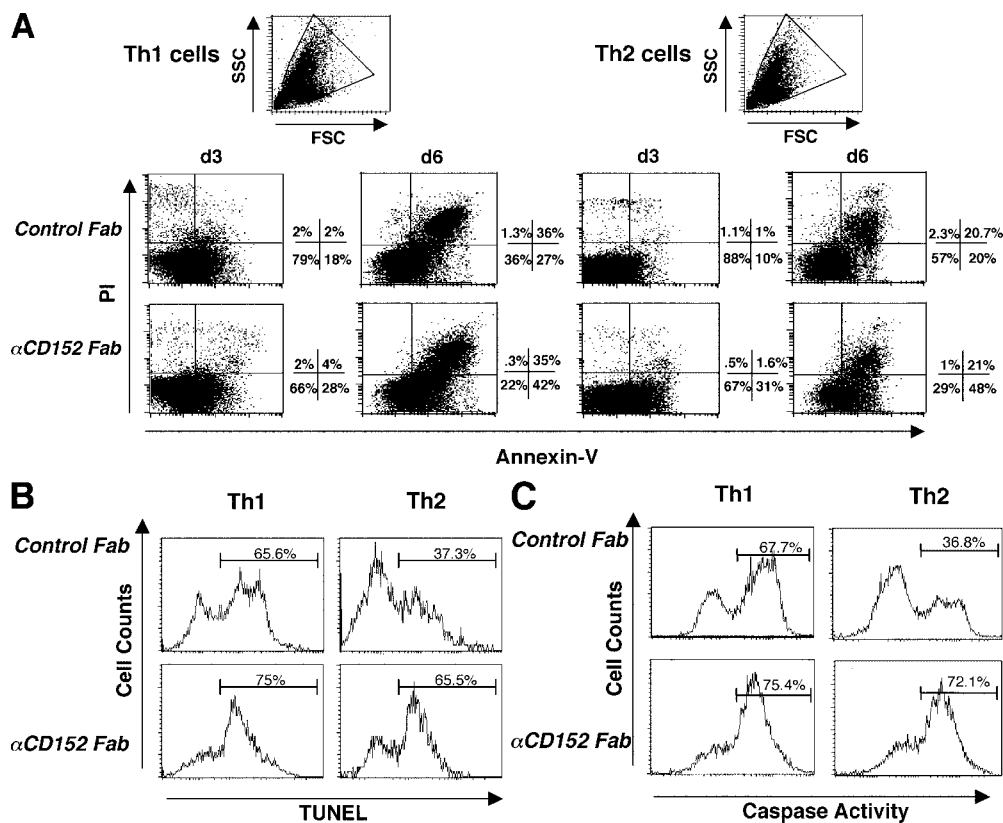 A
Th1 cells
SSC
FSC
Th2 cells
SSC
FSC
d3
d6
d3
d6
Control Fab
2% 2%
79% 18%
1.3% 36%
36% 27%
1.1% 1%
88% 10%
2.3% 20.7%
57% 20%
PI
αCD152 Fab
2% 4%
66% 28%
.3% 35%
22% 42%
.5% 1.6%
67% 31%
1% 21%
29% 48%
Annexin-V
B
Th1
Th2
Control Fab
65.6%
37.3%
Cell Counts
αCD152 Fab
75%
65.5%
TUNEL
C
Th1
Th2
Control Fab
67.7%
36.8%
Cell Counts
αCD152 Fab
75.4%
72.1%
Caspase Activity